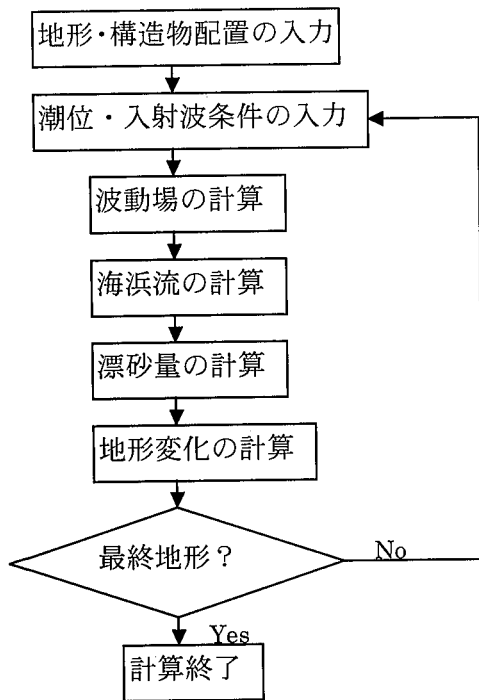 地形・構造物配置の入力
潮位・入射波条件の入力
波動場の計算
海浜流の計算
漂砂量の計算
地形変化の計算
最終地形？
No
Yes
計算終了